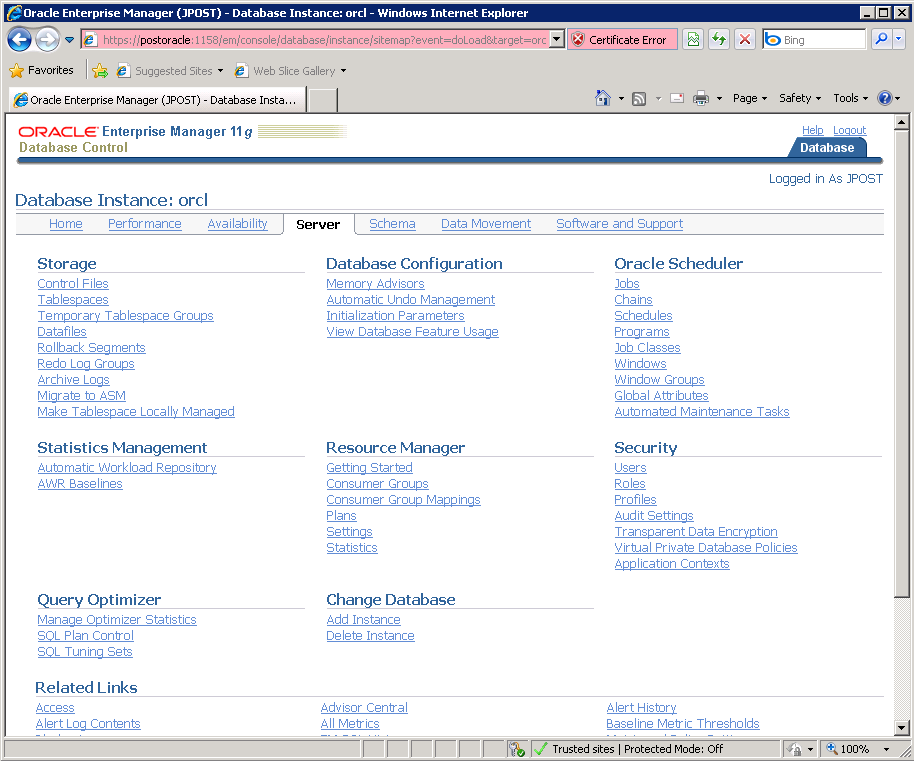 Oracle Enterprise Manager (JPOST) - Database Instance: orcl - Windows Internet Explorer
https://postoracle:1158/em/console/database/instance/sitemap?event=doLoad&target=orc
Certificate Error
Bing
Favorites
Suggested Sites
Web Slice Gallery
Oracle Enterprise Manager (JPOST) - Database Insta...
Page
Safety
Tools
ORACLE Enterprise Manager 11g
Database Control
Help Logout
Database
Logged in As JPOST
Database Instance: orcl
Home Performance Availability Server Schema Data Movement Software and Support
Storage
Control Files
Tablespaces
Temporary Tablespace Groups
Datafiles
Rollback Segments
Redo Log Groups
Archive Logs
Migrate to ASM
Make Tablespace Locally Managed
Database Configuration
Memory Advisors
Automatic Undo Management
Initialization Parameters
View Database Feature Usage
Oracle Scheduler
Jobs
Chains
Schedules
Programs
Job Classes
Windows
Window Groups
Global Attributes
Automated Maintenance Tasks
Statistics Management
Automatic Workload Repository
AWR Baselines
Resource Manager
Getting Started
Consumer Groups
Consumer Group Mappings
Plans
Settings
Statistics
Security
Users
Roles
Profiles
Audit Settings
Transparent Data Encryption
Virtual Private Database Policies
Application Contexts
Query Optimizer
Manage Optimizer Statistics
SQL Plan Control
SQL Tuning Sets
Change Database
Add Instance
Delete Instance
Related Links
Access
Alert Log Contents
Advisor Central
All Metrics
Alert History
Baseline Metric Thresholds
Trusted sites | Protected Mode: Off
100%